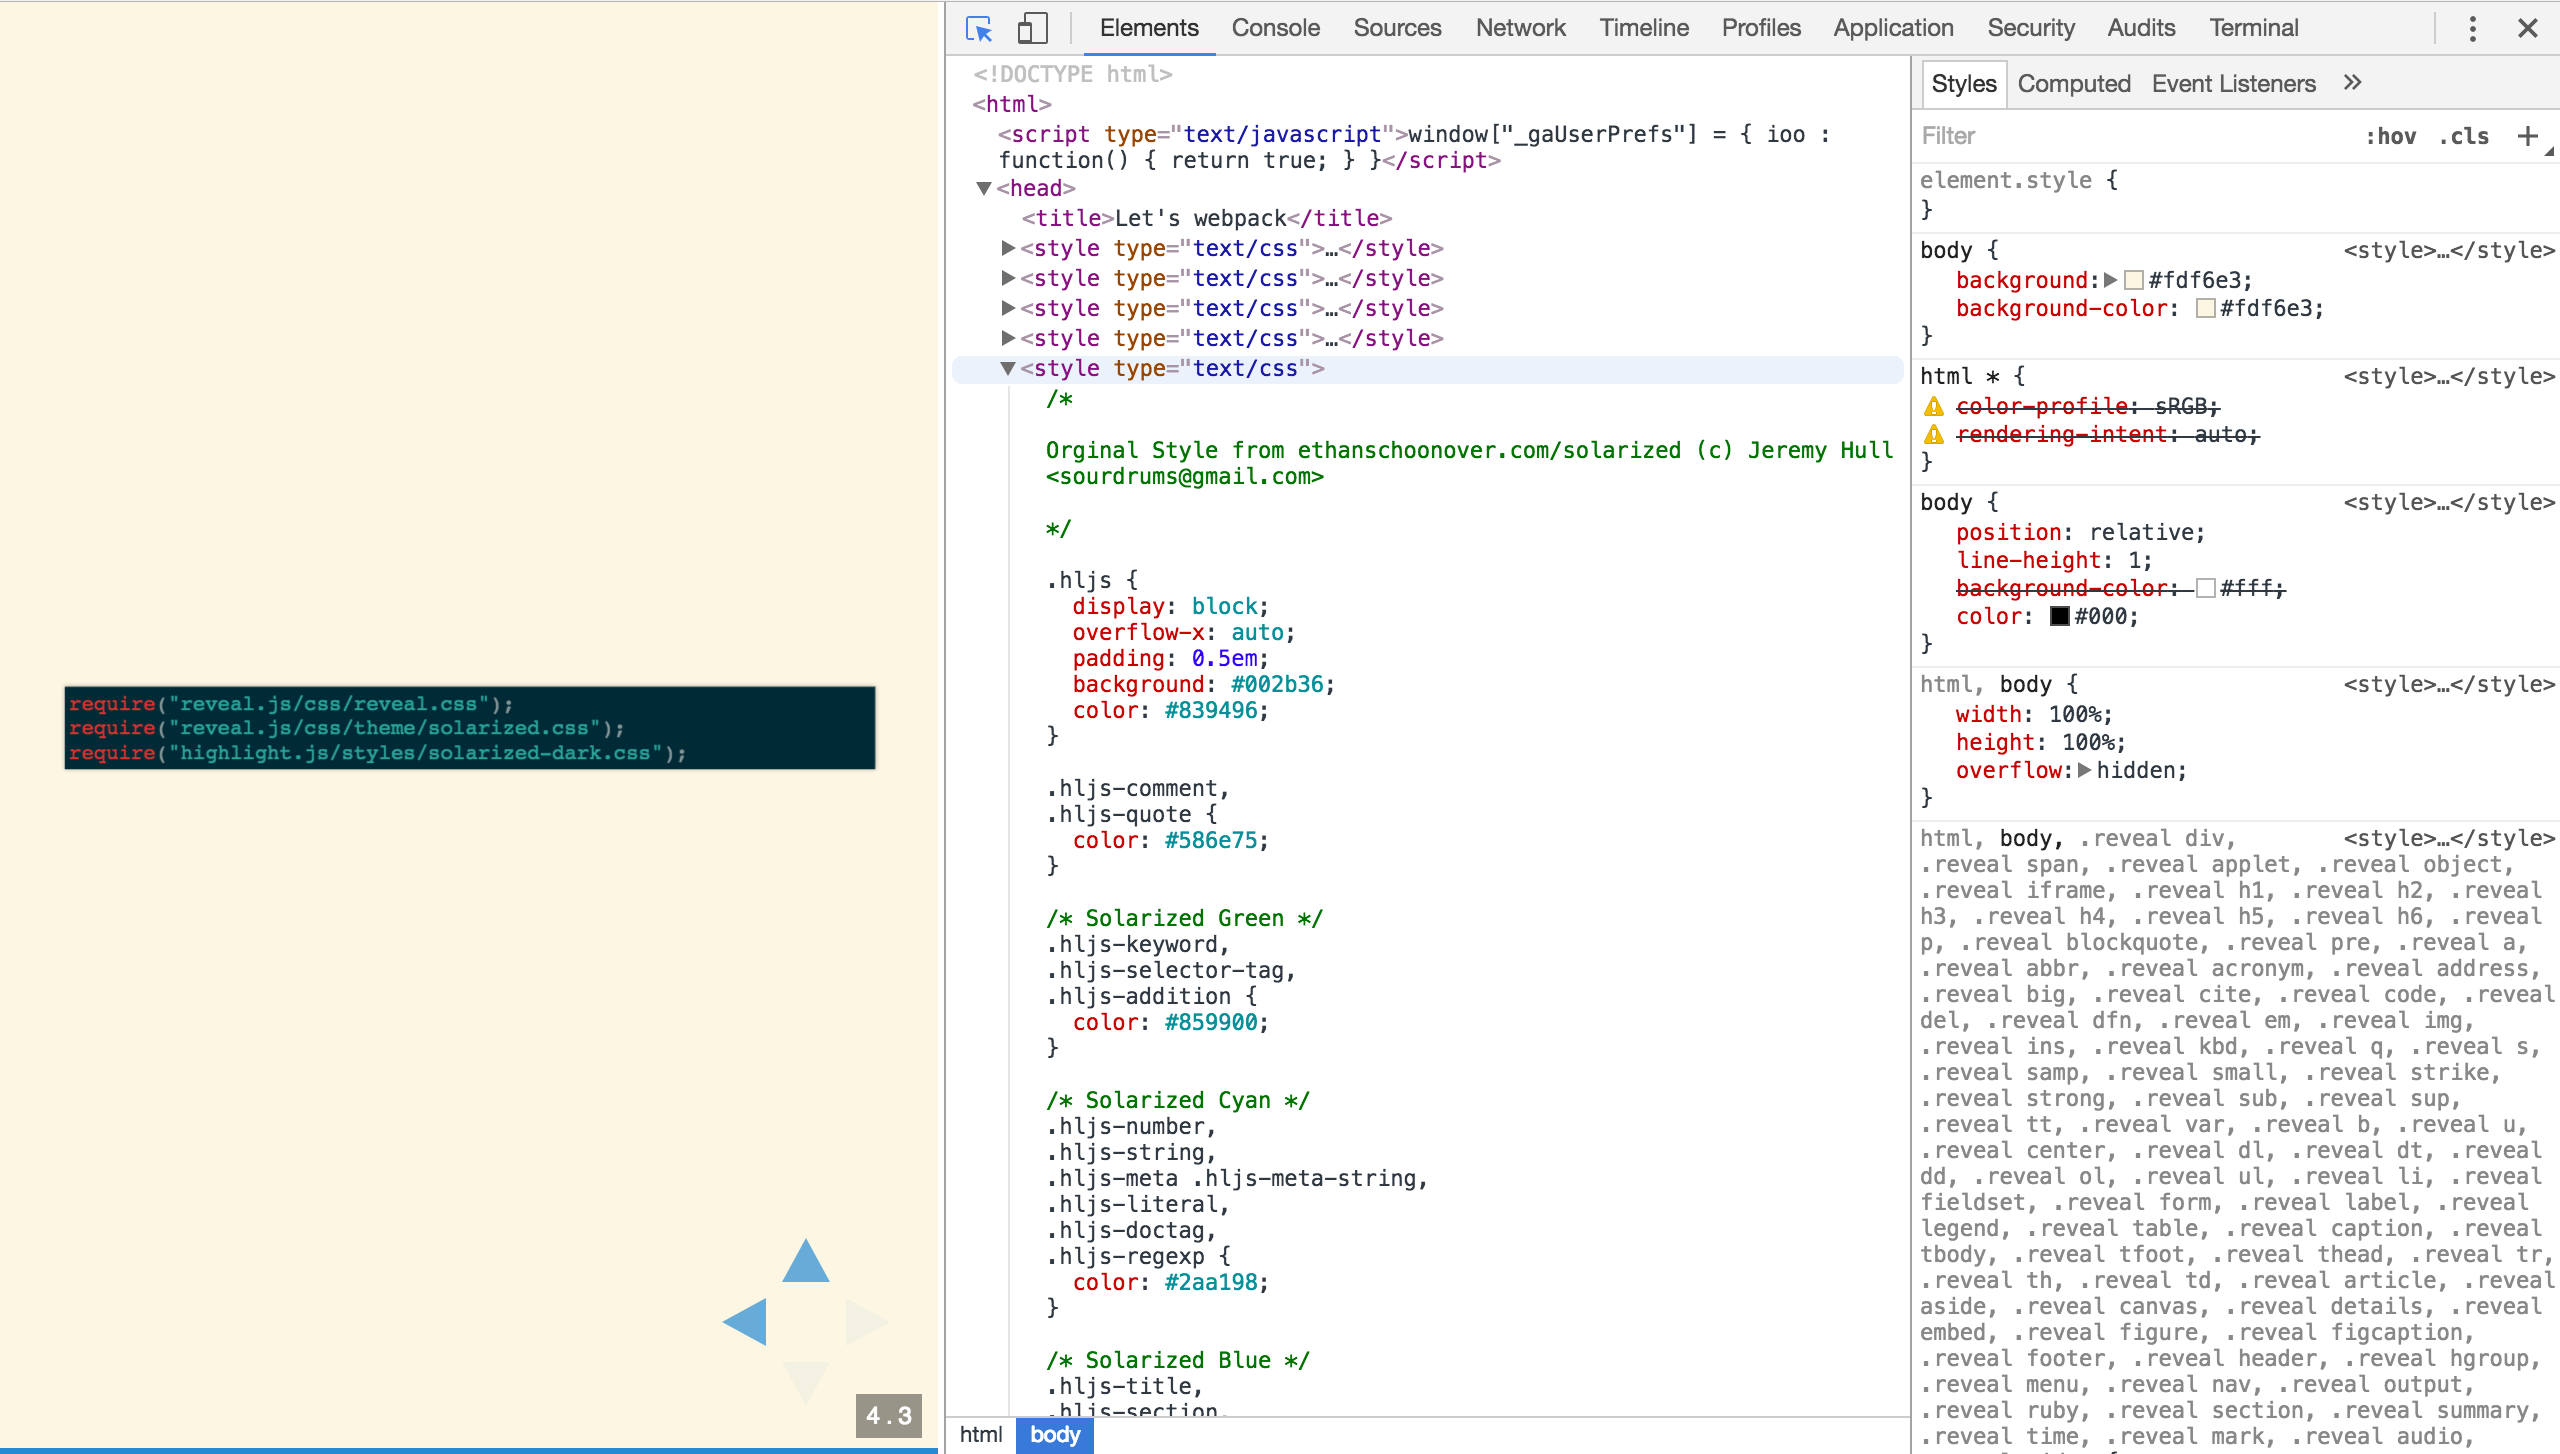 require("reveal.js/css/reveal.css");
require("reveal.js/css/theme/solarized.css");
require("highlight.js/styles/solarized-dark.css");
4.3
Elements Console Sources Network Timeline Profiles Application Security Audits Terminal
<!DOCTYPE html>
<html>
<script type="text/javascript">window["_gaUserPrefs"] = { ioo :
function() { return true; } }</script>
<head>
<title>Let's webpack</title>
<style type="text/css">…</style>
<style type="text/css">…</style>
<style type="text/css">…</style>
<style type="text/css">…</style>
<style type="text/css">
/*
Orginal Style from ethanschoonover.com/solarized (c) Jeremy Hull
<sourdrums@gmail.com>
*/
.hljs {
display: block;
overflow-x: auto;
padding: 0.5em;
background: #002b36;
color: #839496;
}
.hljs-comment,
.hljs-quote {
color: #586e75;
}
/* Solarized Green */
.hljs-keyword,
.hljs-selector-tag,
.hljs-addition {
color: #859900;
}
/* Solarized Cyan */
.hljs-number,
.hljs-string,
.hljs-meta .hljs-meta-string,
.hljs-literal,
.hljs-doctag,
.hljs-regexp {
color: #2aa198;
}
/* Solarized Blue */
.hljs-title,
.hljs-section,
html body
Styles Computed Event Listeners »
Filter :hov .cls +
element.style {
}
body { <style>…</style>
background: #fdf6e3;
background-color: #fdf6e3;
}
html * { <style>…</style>
color-profile: sRGB;
rendering-intent: auto;
}
body { <style>…</style>
position: relative;
line-height: 1;
background-color: #fff;
color: #000;
}
html, body { <style>…</style>
width: 100%;
height: 100%;
overflow: hidden;
}
html, body, .reveal div, <style>…</style>
.reveal span, .reveal applet, .reveal object,
.reveal iframe, .reveal h1, .reveal h2, .reveal
h3, .reveal h4, .reveal h5, .reveal h6, .reveal
p, .reveal blockquote, .reveal pre, .reveal a,
.reveal abbr, .reveal acronym, .reveal address,
.reveal big, .reveal cite, .reveal code, .reveal
del, .reveal dfn, .reveal em, .reveal img,
.reveal ins, .reveal kbd, .reveal q, .reveal s,
.reveal samp, .reveal small, .reveal strike,
.reveal strong, .reveal sub, .reveal sup,
.reveal tt, .reveal var, .reveal b, .reveal u,
.reveal center, .reveal dl, .reveal dt, .reveal
dd, .reveal ol, .reveal ul, .reveal li, .reveal
fieldset, .reveal form, .reveal label, .reveal
legend, .reveal table, .reveal caption, .reveal
tbody, .reveal tfoot, .reveal thead, .reveal tr,
.reveal th, .reveal td, .reveal article, .reveal
aside, .reveal canvas, .reveal details, .reveal
embed, .reveal figure, .reveal figcaption,
.reveal footer, .reveal header, .reveal hgroup,
.reveal menu, .reveal nav, .reveal output,
.reveal ruby, .reveal section, .reveal summary,
.reveal time, .reveal mark, .reveal audio,